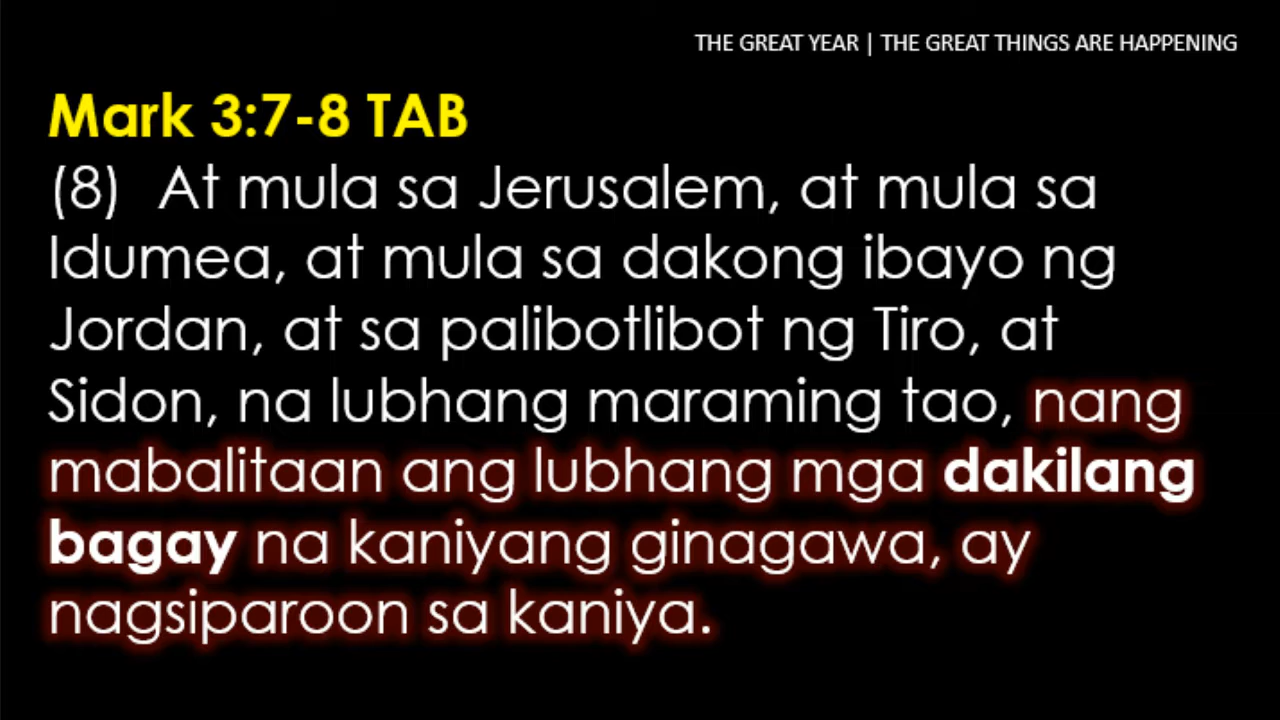 THE GREAT YEAR | THE GREAT THINGS ARE HAPPENING
Mark 3:7-8 TAB
(8) At mula sa Jerusalem, at mula sa
Idumea, at mula sa dakong ibayo ng
Jordan, at sa palibotlibot ng Tiro, at
Sidon, na lubhang maraming tao, nang
mabalitaan ang lubhang mga dakilang
bagay na kaniyang ginagawa, ay
nagsiparoon sa kaniya.